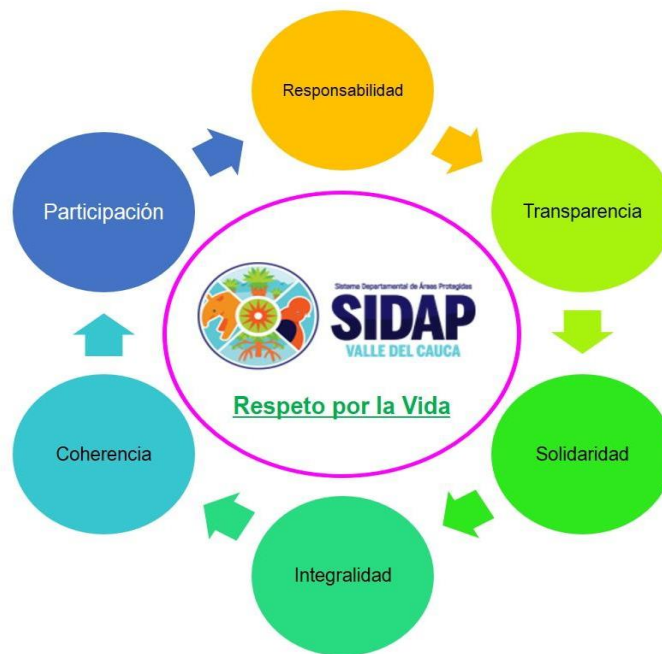 Responsabilidad
Transparencia
Solidaridad
Integralidad
Coherencia
Participación
Sistema Departamental de Áreas Protegidas
SIDAP
VALLE DEL CAUCA
Respeto por la Vida